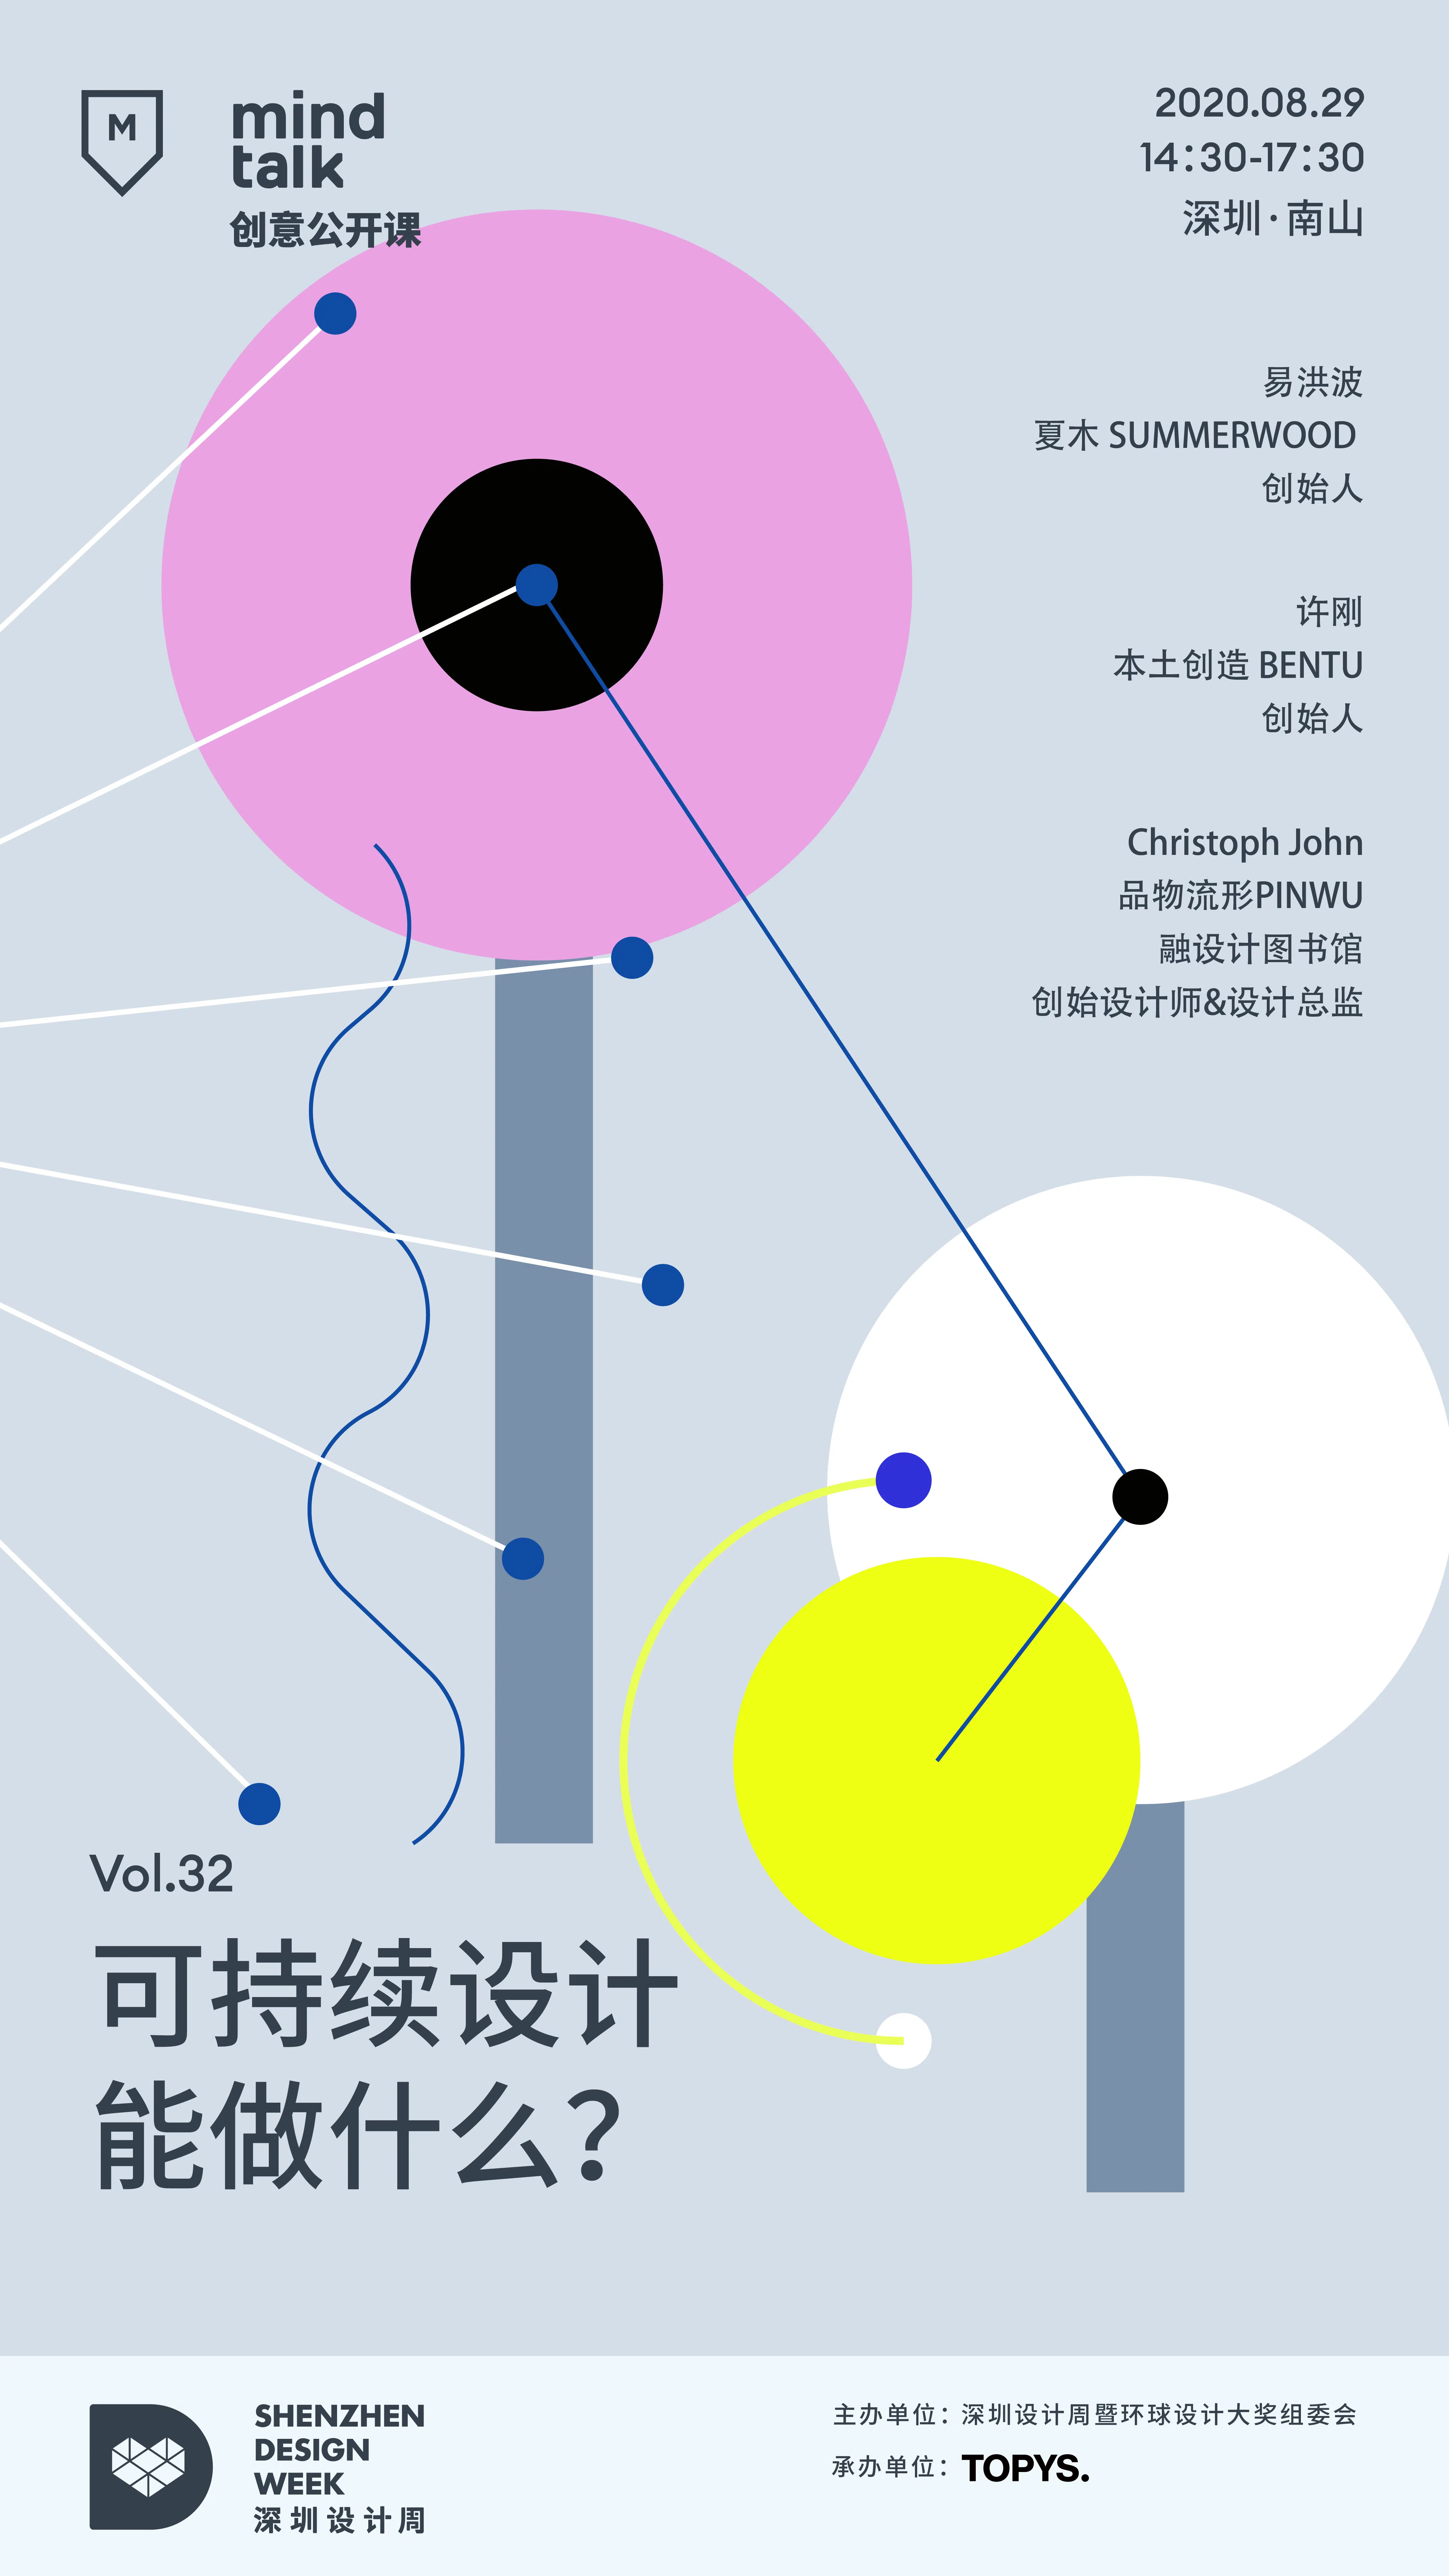 M
mind
talk
创意公开课
2020.08.29
14:30-17:30
深圳·南山
易洪波
夏木 SUMMERWOOD
创始人
许刚
本土创造 BENTU
创始人
Christoph John
品物流形PINWU
融设计图书馆
创始设计师&设计总监
Vol.32
可持续设计
能做什么?
SHENZHEN
DESIGN
WEEK
深圳设计周
主办单位：深圳设计周暨环球设计大奖组委会
承办单位：TOPYS.